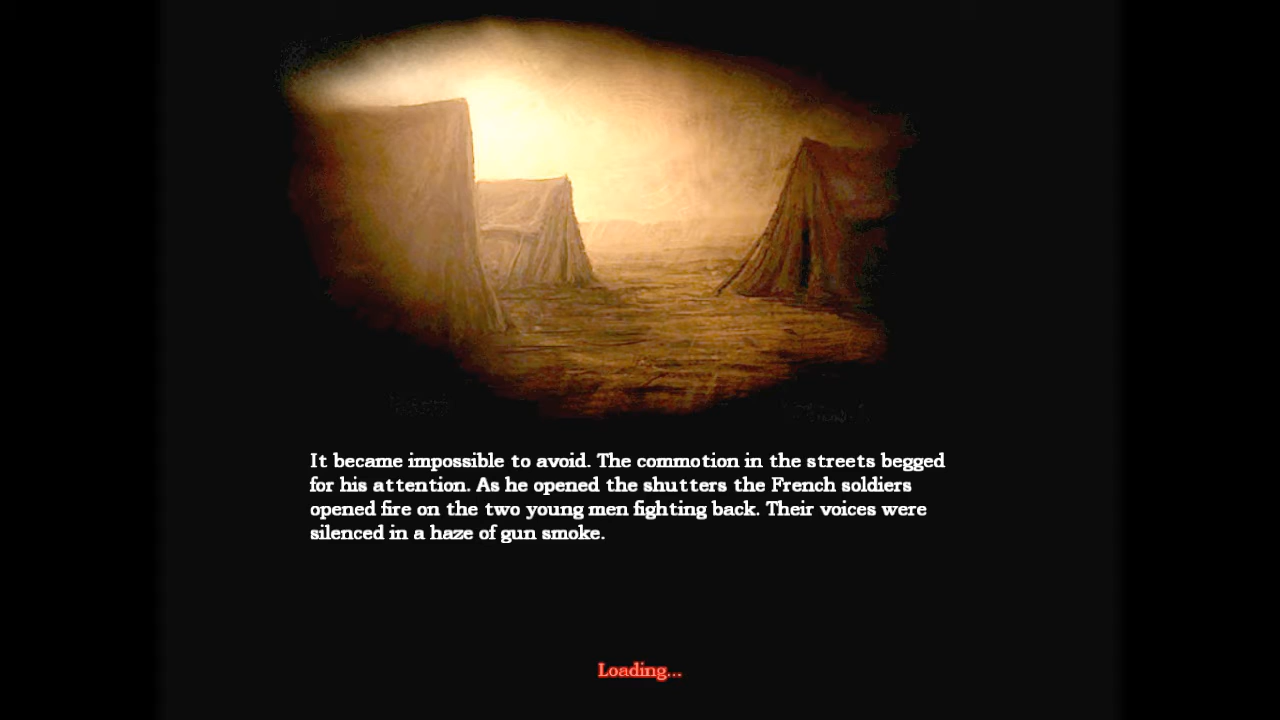 It became impossible to avoid. The commotion in the streets begged
for his attention. As he opened the shutters the French soldiers
opened fire on the two young men fighting back. Their voices were
silenced in a haze of gun smoke.
Loading...